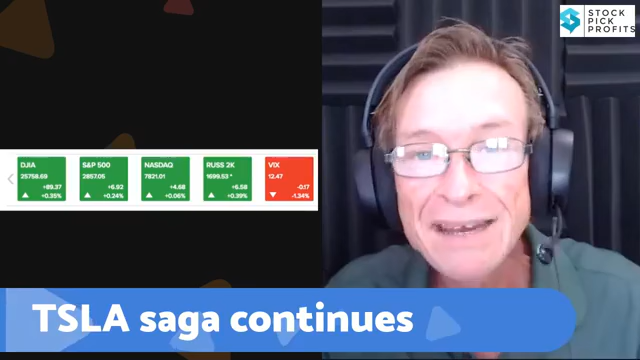 STOCK
PICK
PROFITS
DJIA
25758.69
+89.37
+0.35%
S&P 500
2857.05
+6.92
+0.24%
NASDAQ
7821.01
+4.68
+0.06%
RUSS 2K
1699.53 *
+6.58
+0.39%
VIX
12.47
-0.17
-1.34%
TSLA saga continues